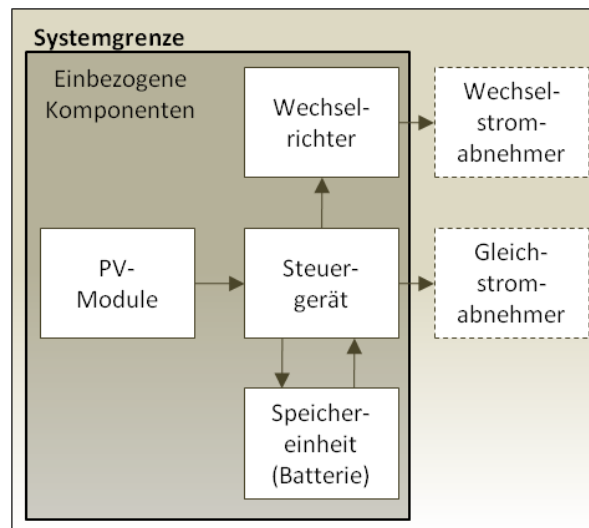 Systemgrenze
Einbezogene
Komponenten
Wechsel-
richter
Wechsel-
strom-
abnehmer
PV-
Module
Steuer-
gerät
Gleich-
strom-
abnehmer
Speicher-
einheit
(Batterie)